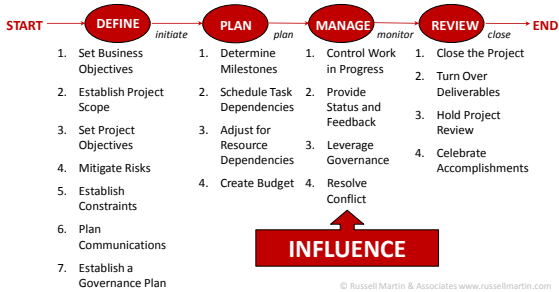 START
DEFINE
initiate
PLAN
plan
MANAGE
monitor
REVIEW
close
END
1. Set Business
Objectives
2. Establish Project
Scope
3. Set Project
Objectives
4. Mitigate Risks
5. Establish
Constraints
6. Plan
Communications
7. Establish a
Governance Plan
1. Determine
Milestones
2. Schedule Task
Dependencies
3. Adjust for
Resource
Dependencies
4. Create Budget
1. Control Work
in Progress
2. Provide
Status and
Feedback
3. Leverage
Governance
4. Resolve
Conflict
1. Close the Project
2. Turn Over
Deliverables
3. Hold Project
Review
4. Celebrate
Accomplishments
INFLUENCE
© Russell Martin & Associates www.russellmartin.com